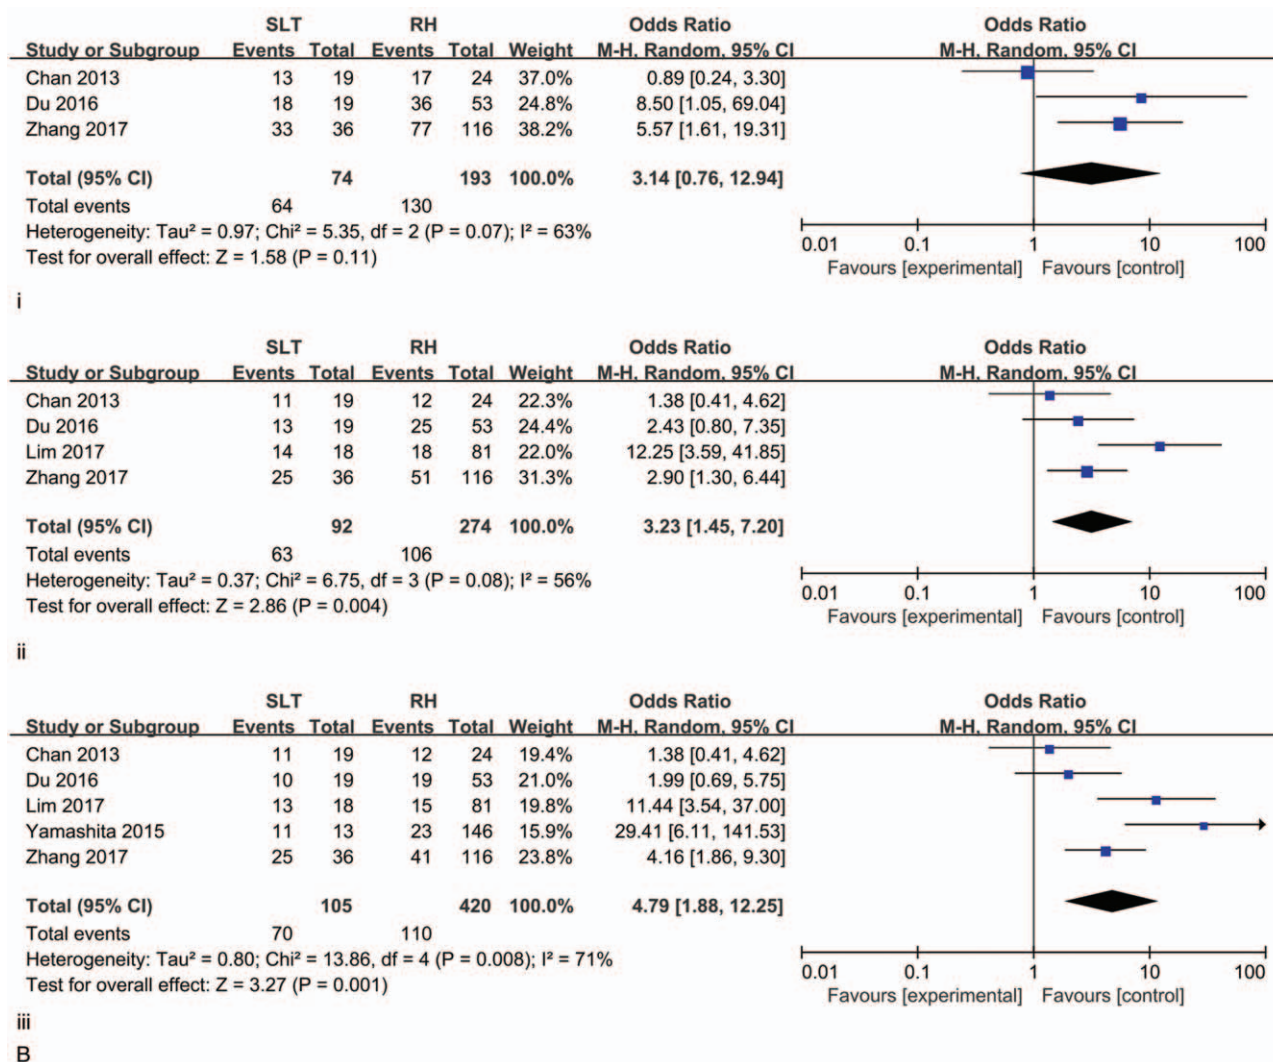 SLT RH Odds Ratio Odds Ratio
Study or Subgroup Events Total Events Total Weight M-H, Random, 95% CI M-H, Random, 95% CI
Chan 2013 13 19 17 24 37.0% 0.89 [0.24, 3.30]
Du 2016 18 19 36 53 24.8% 8.50 [1.05, 69.04]
Zhang 2017 33 36 77 116 38.2% 5.57 [1.61, 19.31]
Total (95% CI) 74 193 100.0% 3.14 [0.76, 12.94]
Total events 64 130
Heterogeneity: Tau² = 0.97; Chi² = 5.35, df = 2 (P = 0.07); I² = 63%
Test for overall effect: Z = 1.58 (P = 0.11)
0.01 0.1 1 10 100
Favours [experimental] Favours [control]
i
SLT RH Odds Ratio Odds Ratio
Study or Subgroup Events Total Events Total Weight M-H, Random, 95% CI M-H, Random, 95% CI
Chan 2013 11 19 12 24 22.3% 1.38 [0.41, 4.62]
Du 2016 13 19 25 53 24.4% 2.43 [0.80, 7.35]
Lim 2017 14 18 18 81 22.0% 12.25 [3.59, 41.85]
Zhang 2017 25 36 51 116 31.3% 2.90 [1.30, 6.44]
Total (95% CI) 92 274 100.0% 3.23 [1.45, 7.20]
Total events 63 106
Heterogeneity: Tau² = 0.37; Chi² = 6.75, df = 3 (P = 0.08); I² = 56%
Test for overall effect: Z = 2.86 (P = 0.004)
0.01 0.1 1 10 100
Favours [experimental] Favours [control]
ii
SLT RH Odds Ratio Odds Ratio
Study or Subgroup Events Total Events Total Weight M-H, Random, 95% CI M-H, Random, 95% CI
Chan 2013 11 19 12 24 19.4% 1.38 [0.41, 4.62]
Du 2016 10 19 19 53 21.0% 1.99 [0.69, 5.75]
Lim 2017 13 18 15 81 19.8% 11.44 [3.54, 37.00]
Yamashita 2015 11 13 23 146 15.9% 29.41 [6.11, 141.53]
Zhang 2017 25 36 41 116 23.8% 4.16 [1.86, 9.30]
Total (95% CI) 105 420 100.0% 4.79 [1.88, 12.25]
Total events 70 110
Heterogeneity: Tau² = 0.80; Chi² = 13.86, df = 4 (P = 0.008); I² = 71%
Test for overall effect: Z = 3.27 (P = 0.001)
0.01 0.1 1 10 100
Favours [experimental] Favours [control]
iii
B